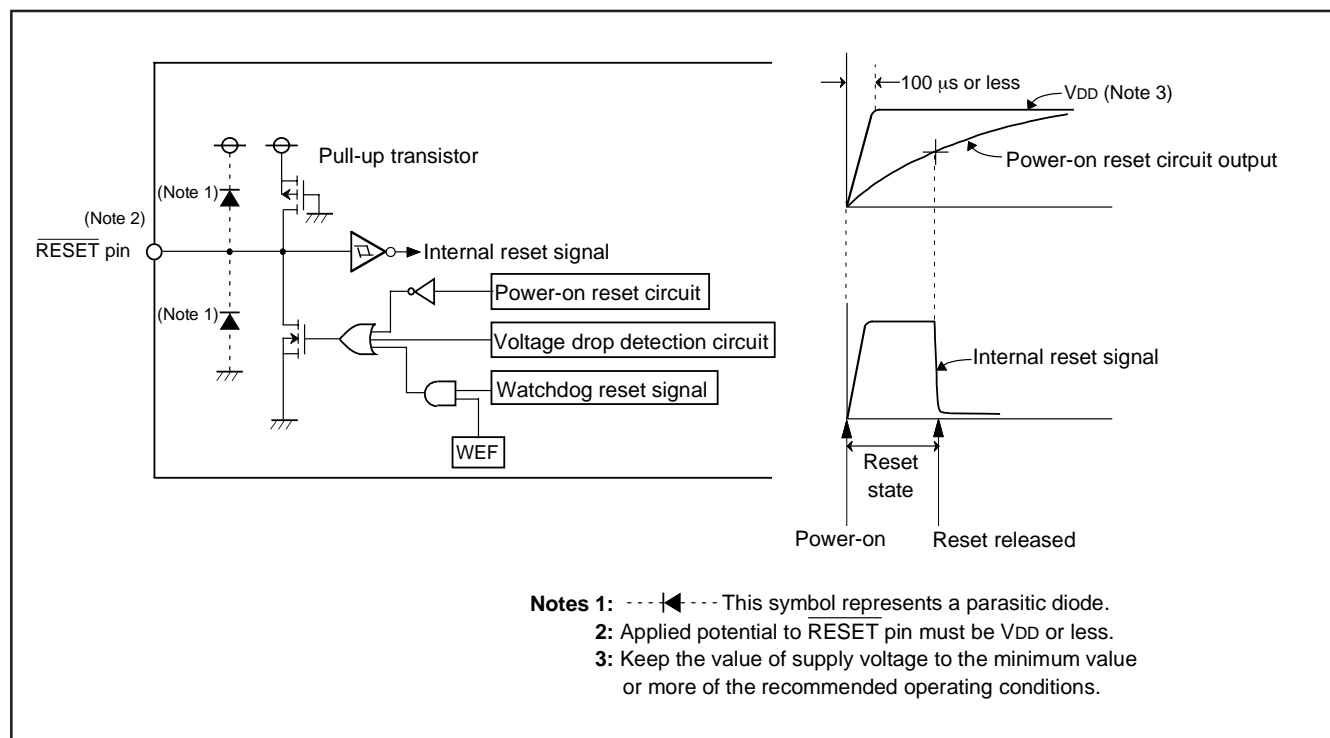 Pull-up transistor
(Note 1)
(Note 2)
RESET pin
Internal reset signal
Power-on reset circuit
(Note 1)
Voltage drop detection circuit
Watchdog reset signal
WEF
100 µs or less
VDD (Note 3)
Power-on reset circuit output
Internal reset signal
Reset
state
Power-on
Reset released
Notes 1: This symbol represents a parasitic diode.
2: Applied potential to RESET pin must be VDD or less.
3: Keep the value of supply voltage to the minimum value
or more of the recommended operating conditions.